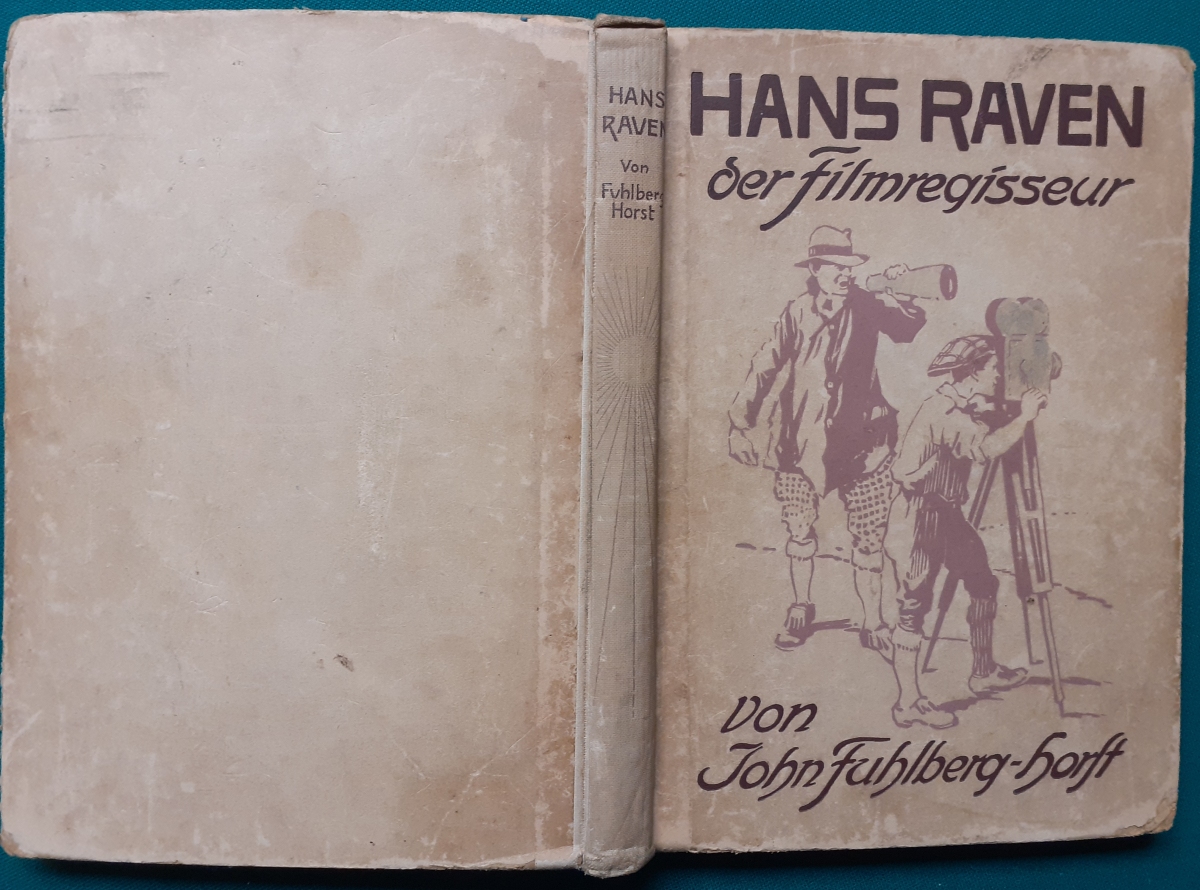 HANS
RAVEN
Von
Fuhlberg
Horst
HANS RAVEN
der Filmregisseur
von
John Fuhlberg-Horſt